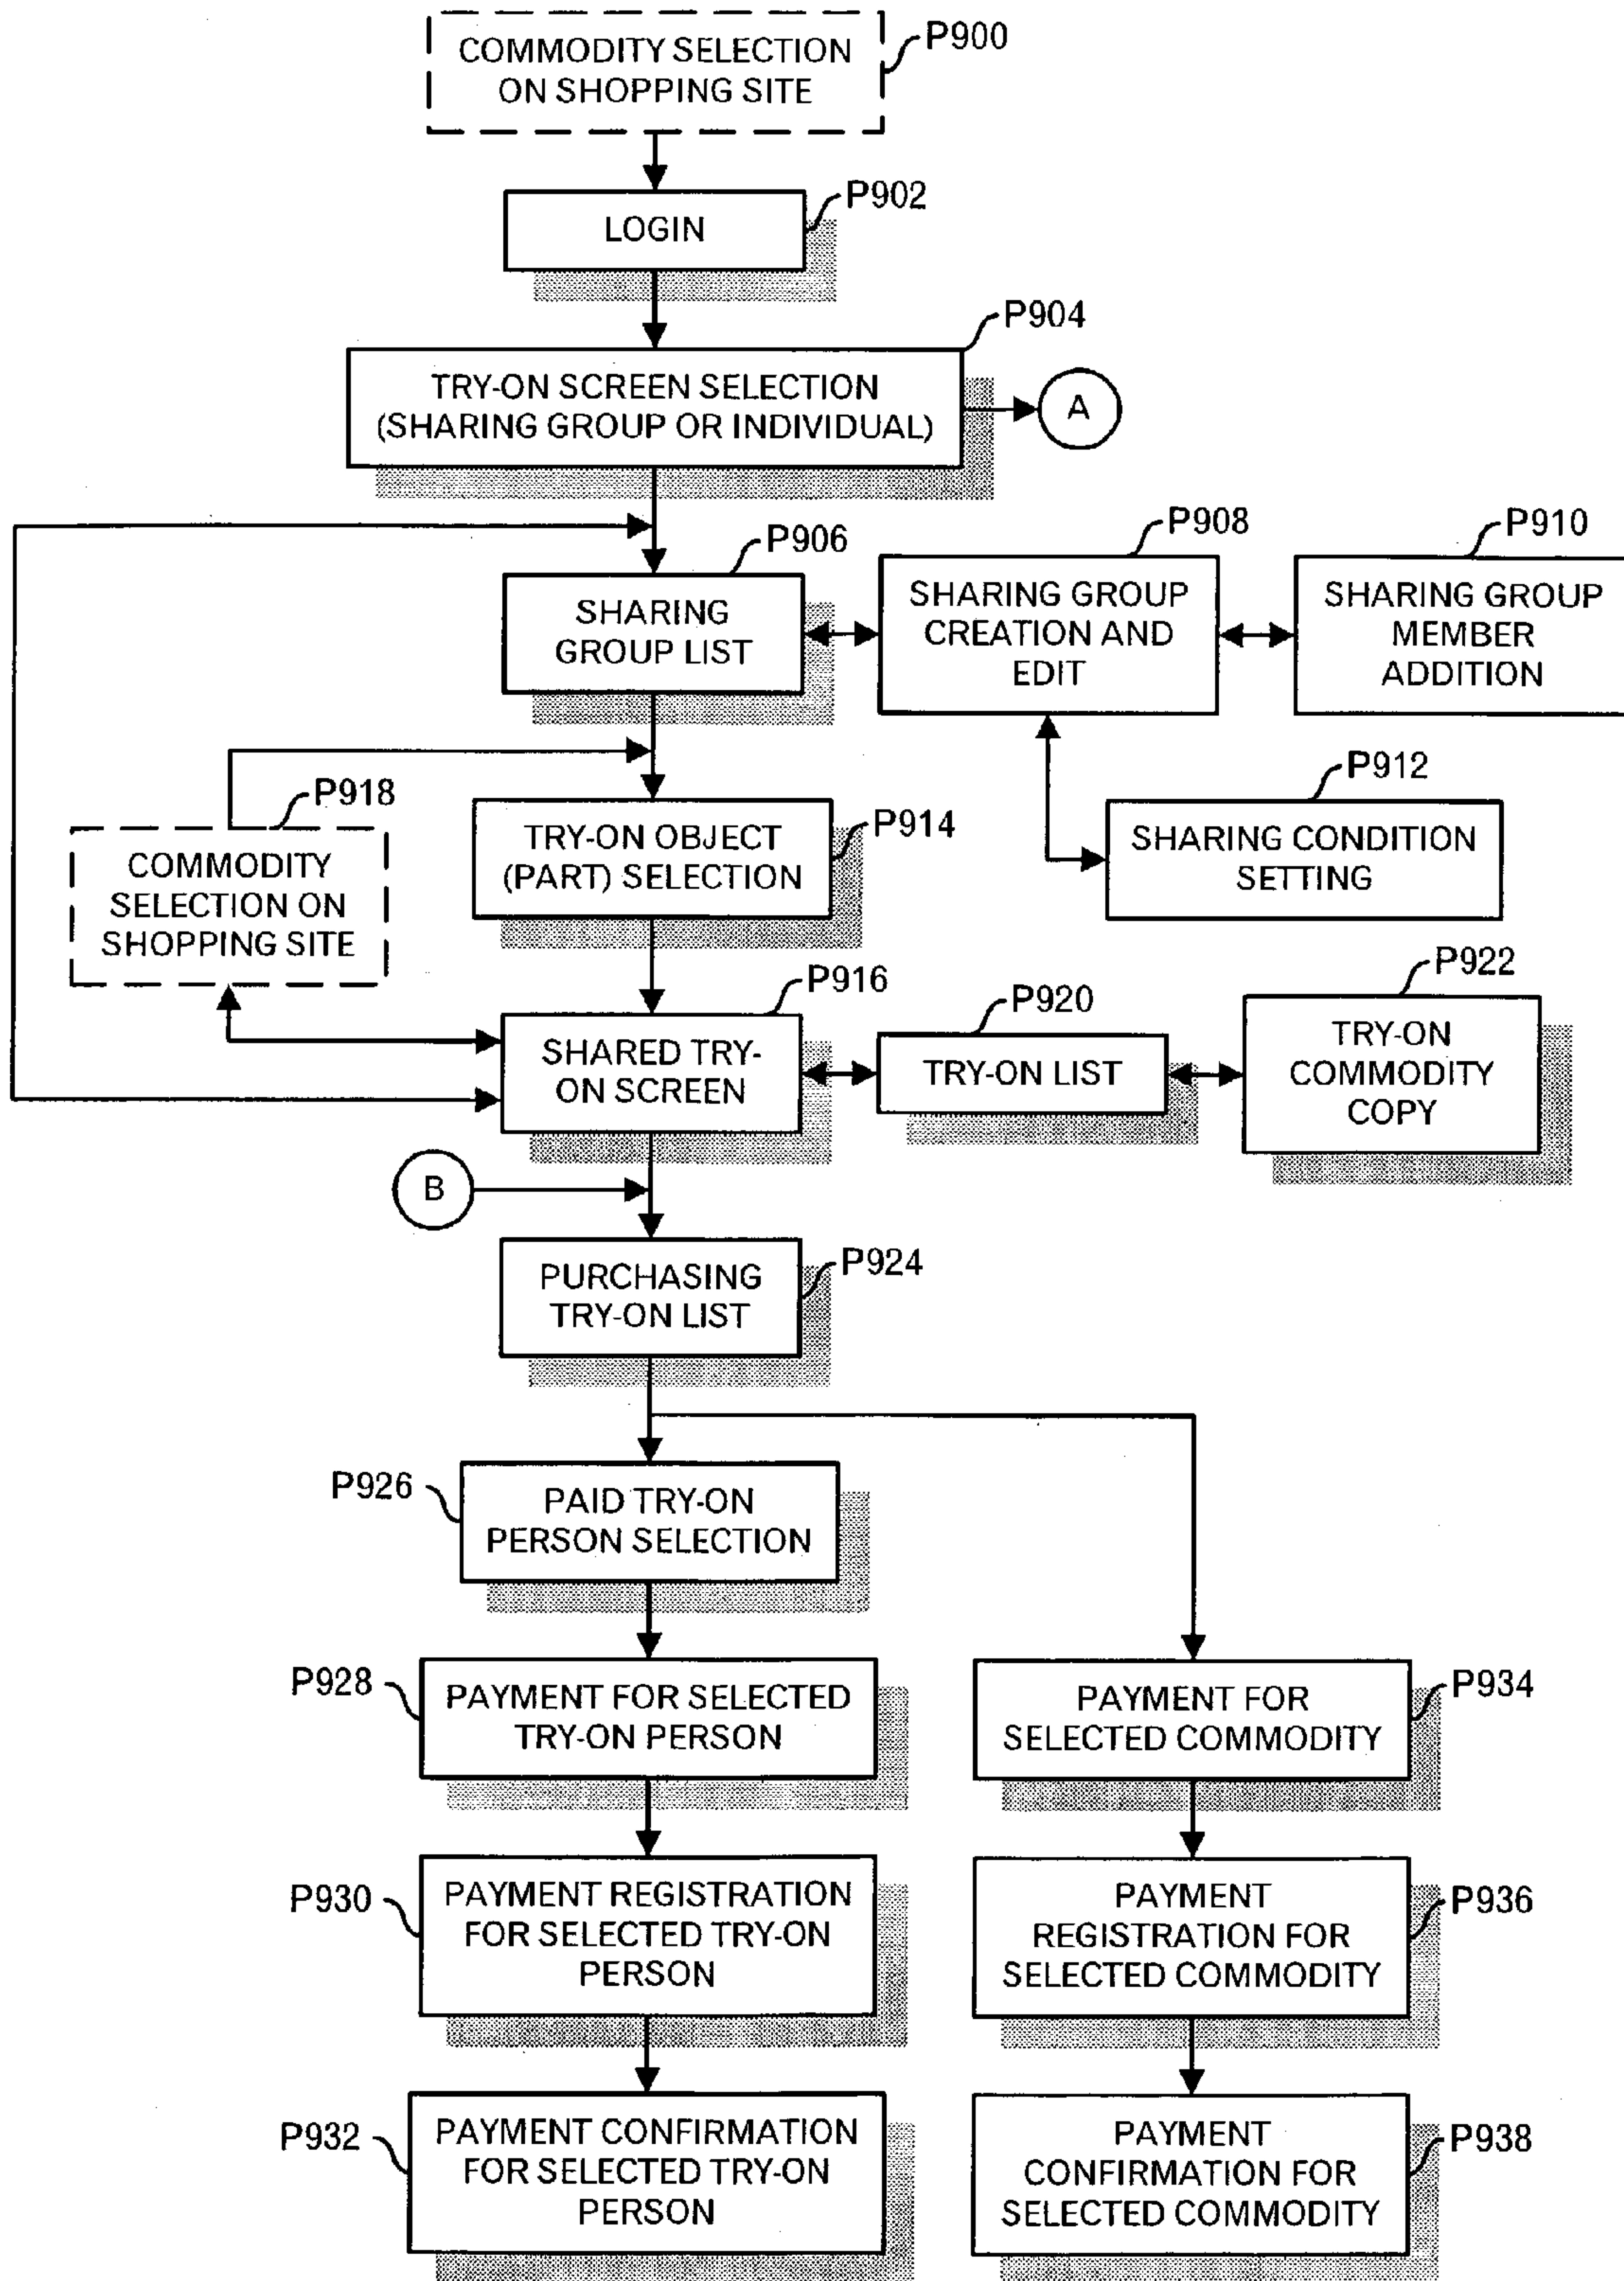 COMMODITY SELECTION
ON SHOPPING SITE
P900
LOGIN
P902
P904
TRY-ON SCREEN SELECTION
(SHARING GROUP OR INDIVIDUAL)
A
P906
SHARING
GROUP LIST
P908
SHARING GROUP
CREATION AND
EDIT
P910
SHARING GROUP
MEMBER
ADDITION
P912
SHARING CONDITION
SETTING
P918
COMMODITY
SELECTION ON
SHOPPING SITE
P914
TRY-ON OBJECT
(PART) SELECTION
P916
SHARED TRY-
ON SCREEN
P920
TRY-ON LIST
P922
TRY-ON
COMMODITY
COPY
B
P924
PURCHASING
TRY-ON LIST
P926
PAID TRY-ON
PERSON SELECTION
P928
PAYMENT FOR SELECTED
TRY-ON PERSON
P934
PAYMENT FOR
SELECTED COMMODITY
P930
PAYMENT REGISTRATION
FOR SELECTED TRY-ON
PERSON
P936
PAYMENT
REGISTRATION FOR
SELECTED COMMODITY
P932
PAYMENT CONFIRMATION
FOR SELECTED TRY-ON
PERSON
P938
PAYMENT
CONFIRMATION FOR
SELECTED COMMODITY